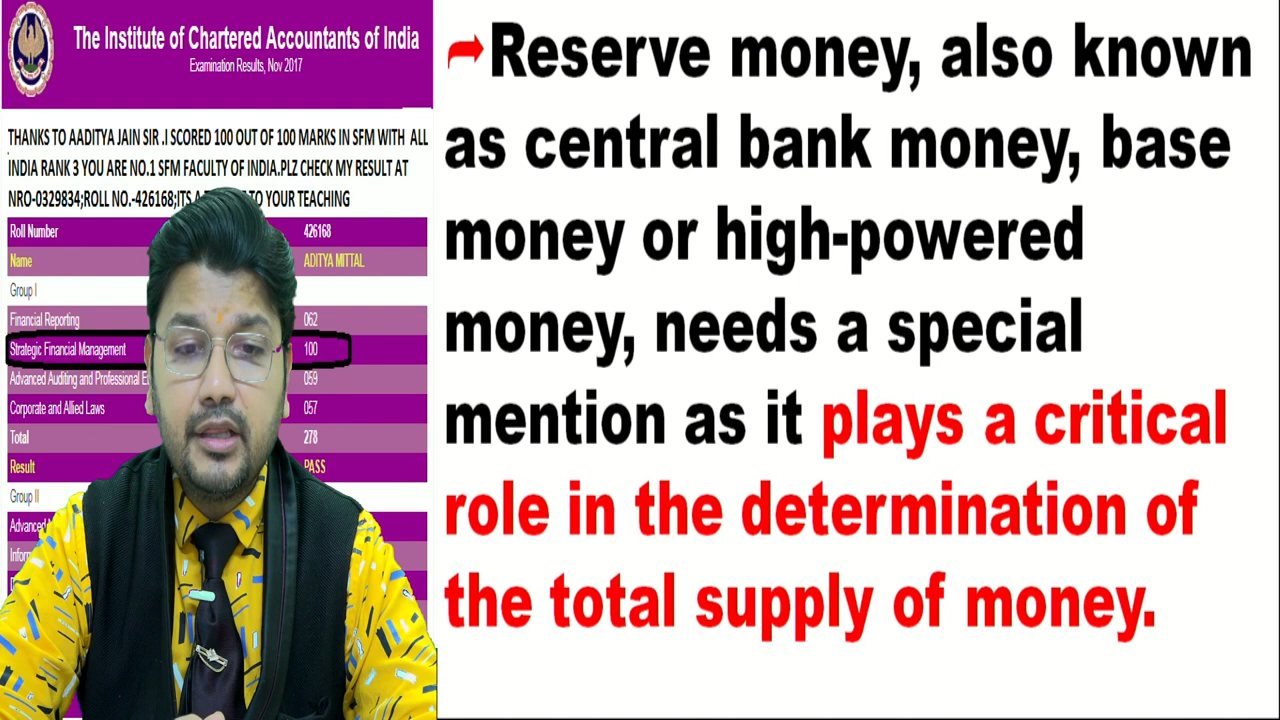 The Institute of Chartered Accountants of India
Examination Results, Nov 2017
THANKS TO AADITYA JAIN SIR .I SCORED 100 OUT OF 100 MARKS IN SFM WITH ALL
INDIA RANK 3 YOU ARE NO.1 SFM FACULTY OF INDIA.PLZ CHECK MY RESULT AT
NRO-0329834;ROLL NO.-426168;ITS A TO YOUR TEACHING
Roll Number 426168
Name ADITYA MITTAL
Group I
Financial Reporting 062
Strategic Financial Management 100
Advanced Auditing and Professional 059
Corporate and Allied Laws 057
Total 278
Result PASS
Group II
➦Reserve money, also known
as central bank money, base
money or high-powered
money, needs a special
mention as it plays a critical
role in the determination of
the total supply of money.